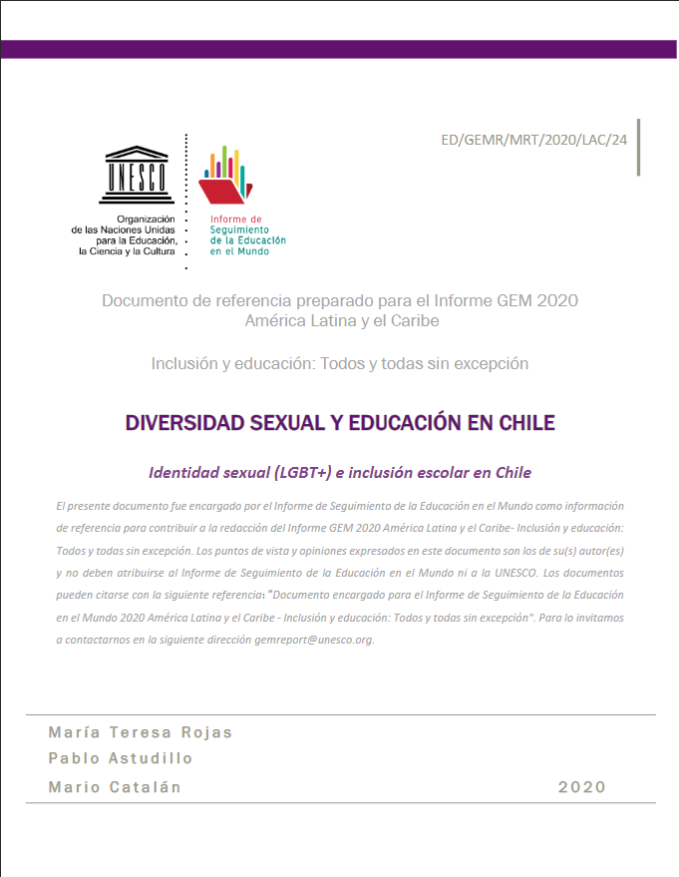 ED/GEMR/MRT/2020/LAC/24
UNESCO
Organización
de las Naciones Unidas
para la Educación,
la Ciencia y la Cultura
Informe de
Seguimiento
de la Educación
en el Mundo
Documento de referencia preparado para el Informe GEM 2020
América Latina y el Caribe
Inclusión y educación: Todos y todas sin excepción
DIVERSIDAD SEXUAL Y EDUCACIÓN EN CHILE
Identidad sexual (LGBT+) e inclusión escolar en Chile
El presente documento fue encargado por el Informe de Seguimiento de la Educación en el Mundo como información
de referencia para contribuir a la redacción del Informe GEM 2020 América Latina y el Caribe- Inclusión y educación:
Todos y todas sin excepción. Los puntos de vista y opiniones expresados en este documento son los de su(s) autor(es)
y no deben atribuirse al Informe de Seguimiento de la Educación en el Mundo ni a la UNESCO. Los documentos
pueden citarse con la siguiente referencia: "Documento encargado para el Informe de Seguimiento de la Educación
en el Mundo 2020 América Latina y el Caribe - Inclusión y educación: Todos y todas sin excepción". Para lo invitamos
a contactarnos en la siguiente dirección gemreport@unesco.org.
María Teresa Rojas
Pablo Astudillo
Mario Catalán 2020